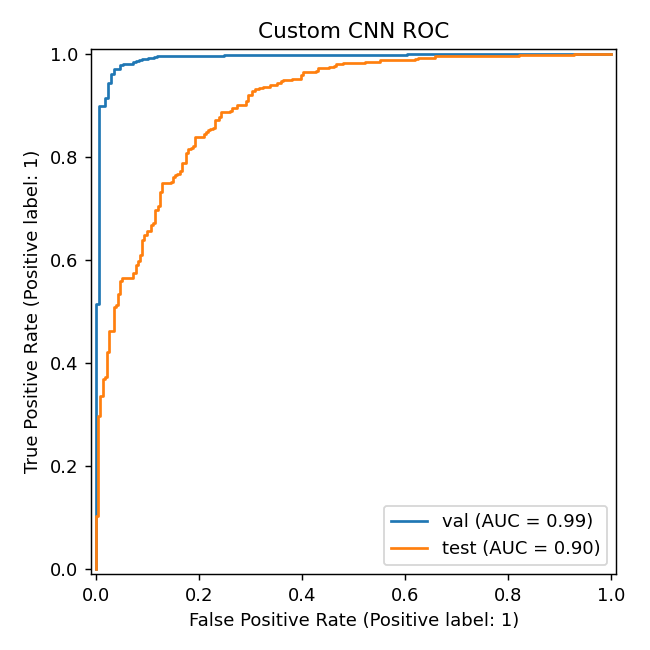 Custom CNN ROC
1.0
0.8
0.6
0.4
0.2
0.0
True Positive Rate (Positive label: 1)
val (AUC = 0.99)
test (AUC = 0.90)
0.0 0.2 0.4 0.6 0.8 1.0
False Positive Rate (Positive label: 1)